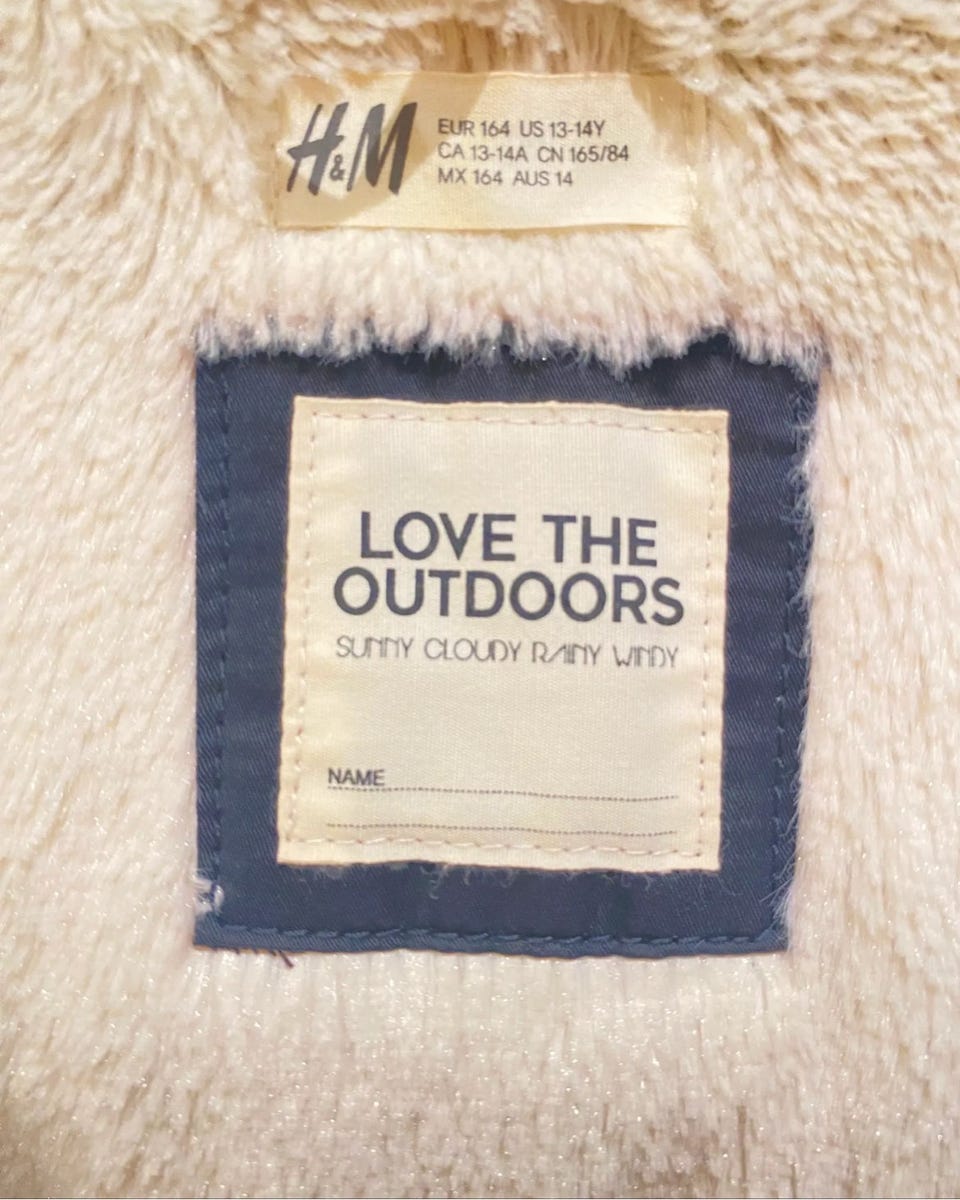 H&M
EUR 164 US 13-14Y
CA 13-14A CN 165/84
MX 164 AUS 14
LOVE THE
OUTDOORS
SUNNY CLOUDY RAINY WINDY
NAME